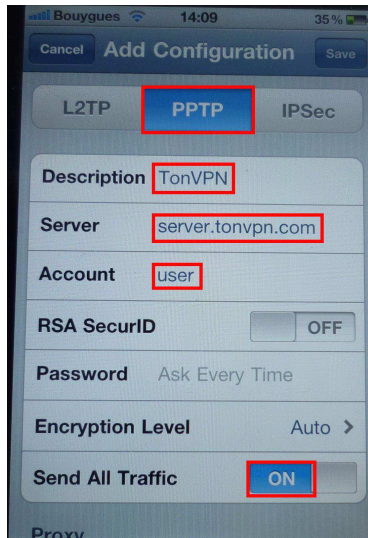 Bouygues 14:09 35%
Cancel Add Configuration Save
L2TP PPTP IPSec
Description TonVPN
Server server.tonvpn.com
Account user
RSA SecurID OFF
Password Ask Every Time
Encryption Level Auto
Send All Traffic ON
Proxy